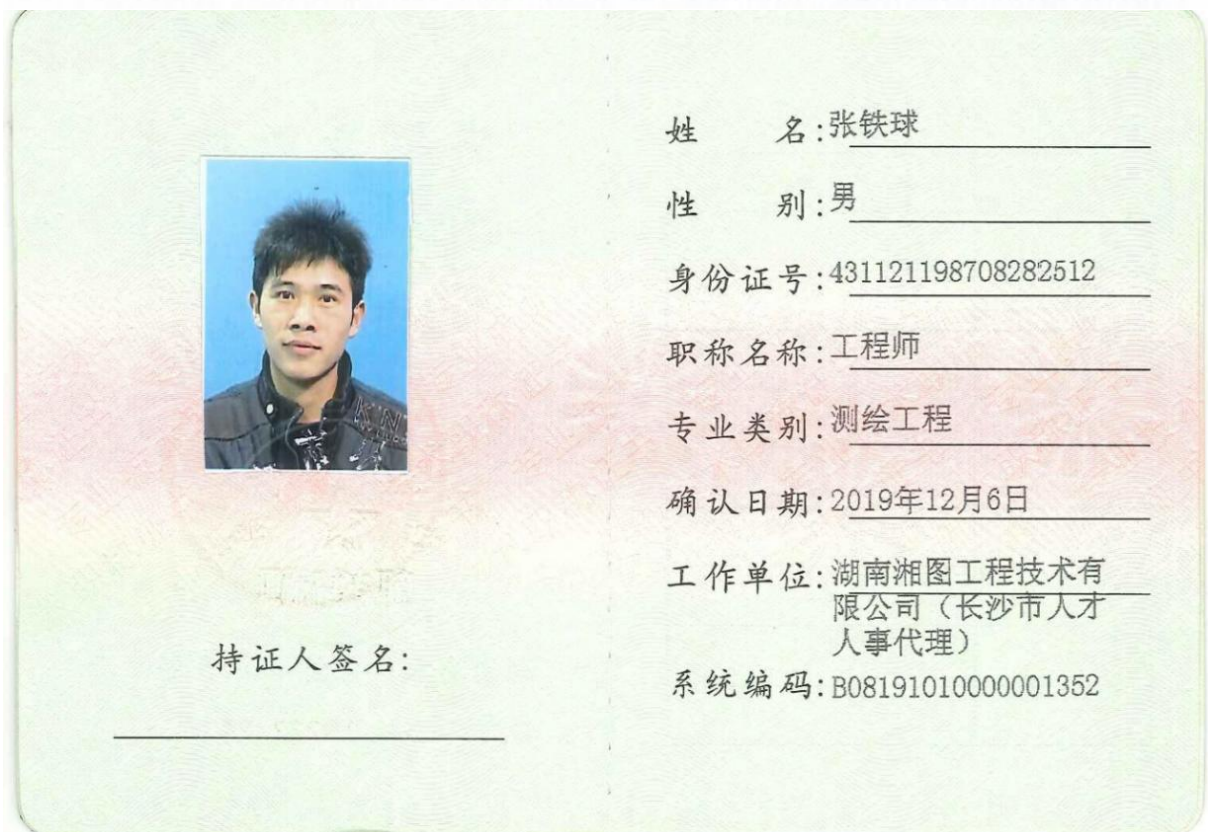 姓名:张铁球
性别:男
身份证号:431121198708282512
职称名称:工程师
专业类别:测绘工程
确认日期:2019年12月6日
工作单位:湖南湘图工程技术有
限公司（长沙市人才
人事代理）
系统编码:B08191010000001352
持证人签名: